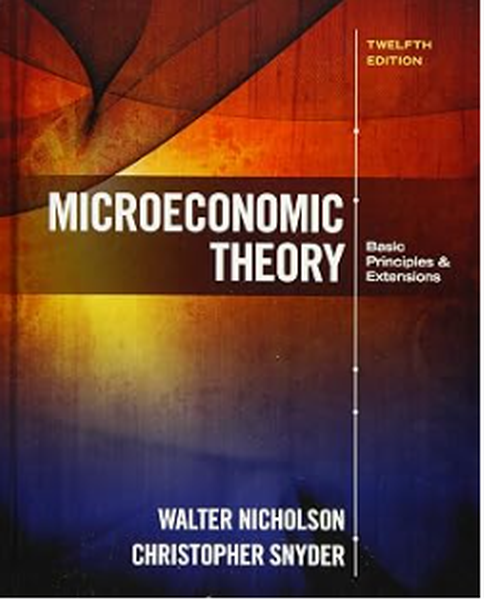 TWELFTH
EDITION
MICROECONOMIC
THEORY
Basic
Principles &
Extensions
WALTER NICHOLSON
CHRISTOPHER SNYDER